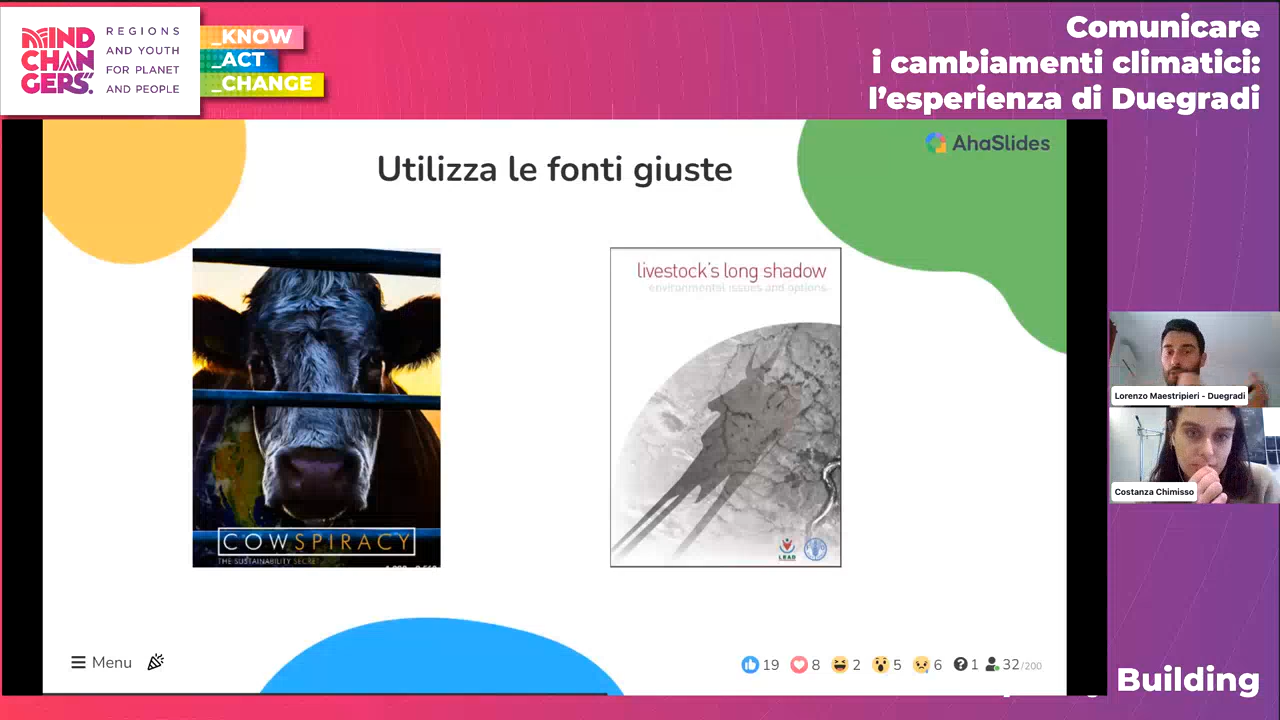 MIND
CHAN
GERS.
REGIONS
AND YOUTH
FOR PLANET
AND PEOPLE
_KNOW
_ACT
_CHANGE
Comunicare
i cambiamenti climatici:
l'esperienza di Duegradi
AhaSlides
Utilizza le fonti giuste
COWSPIRACY
THE SUSTAINABILITY SECRET
livestock's long shadow
environmental issues and options
LEAD
Lorenzo Maestripieri - Duegradi
Costanza Chimisso
Menu
19
8
2
5
6
1
32/200
Building